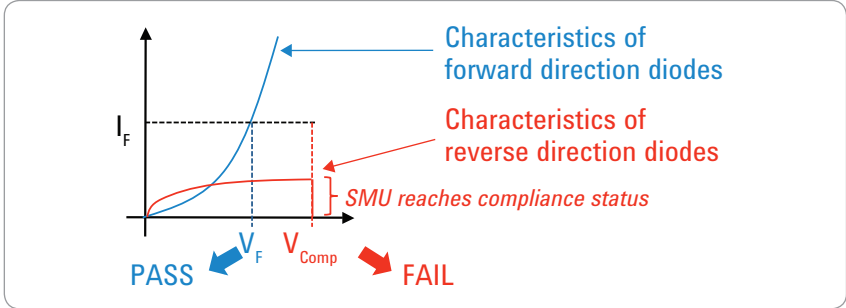 Characteristics of
forward direction diodes
I_F
Characteristics of
reverse direction diodes
SMU reaches compliance status
V_F
V_Comp
PASS
FAIL